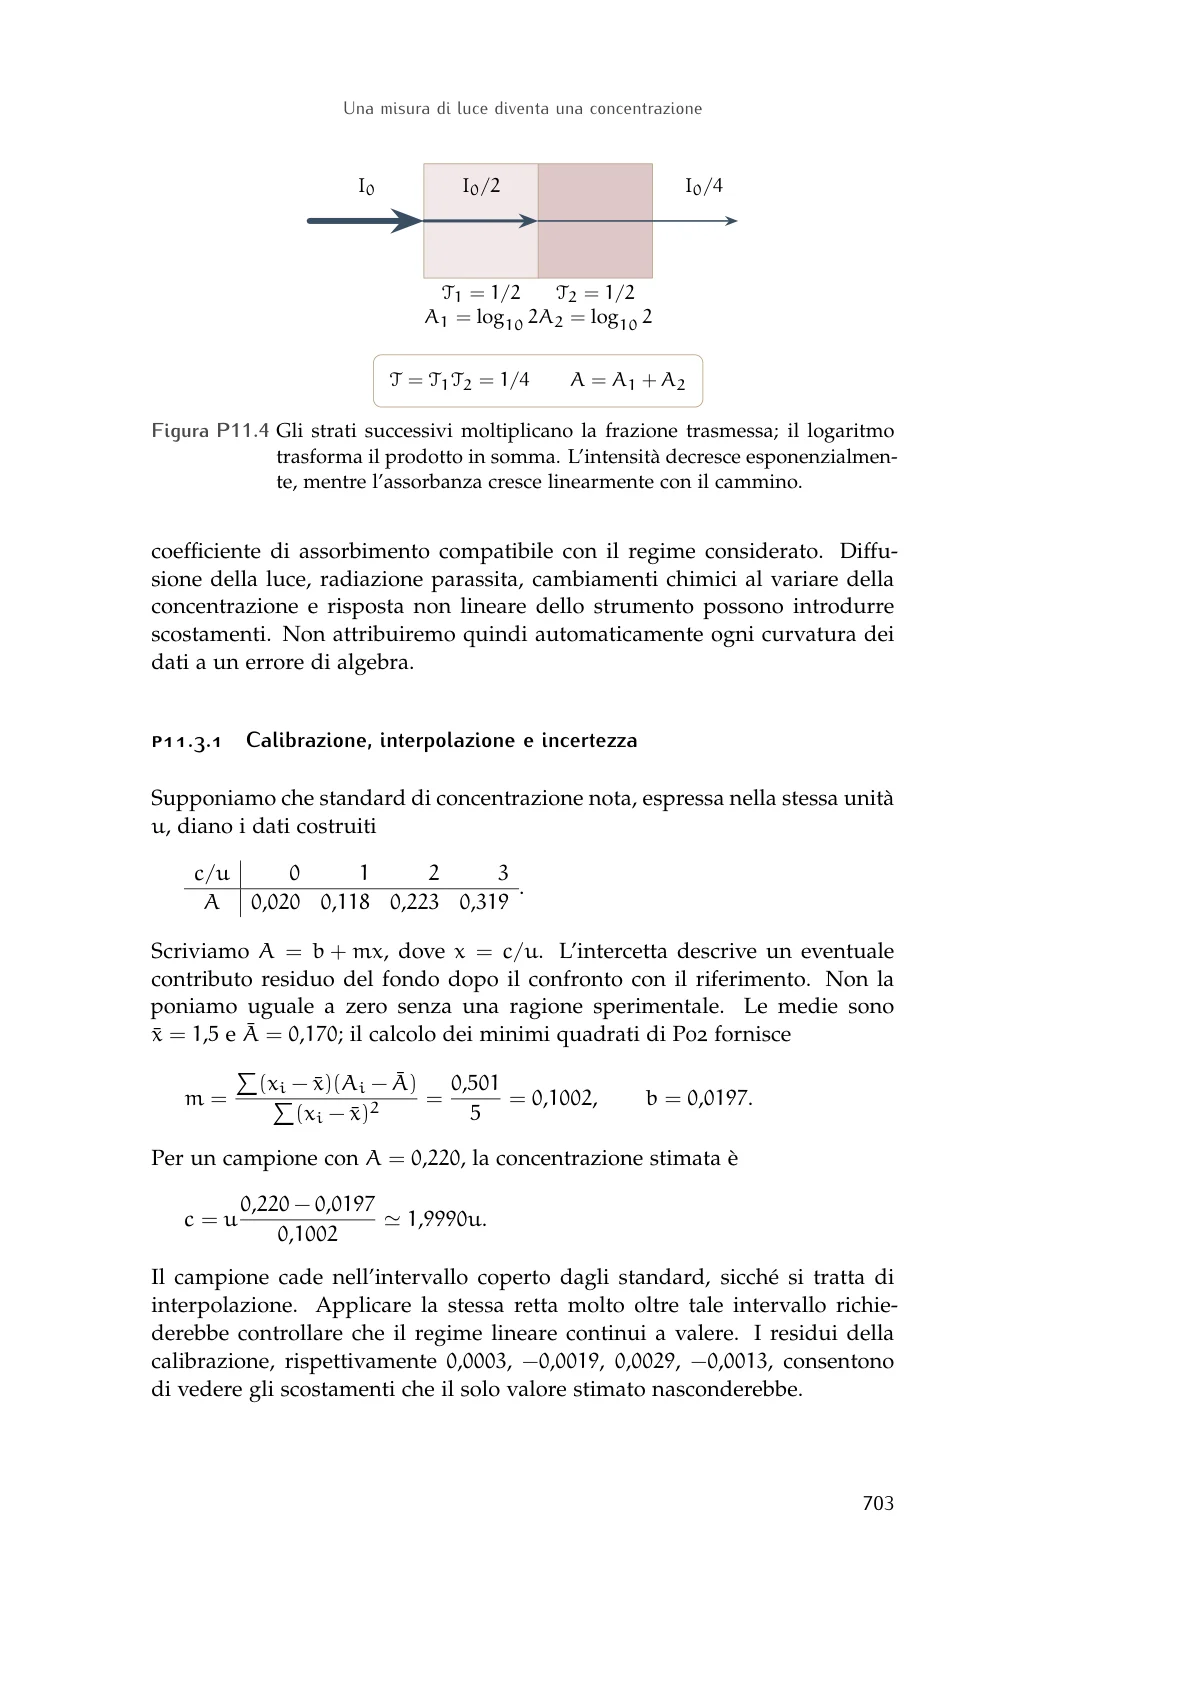 Una misura di luce diventa una concentrazione
I₀ I₀/2 I₀/4
𝒯₁ = 1/2 𝒯₂ = 1/2
A₁ = log₁₀ 2A₂ = log₁₀ 2
𝒯 = 𝒯₁𝒯₂ = 1/4 A = A₁ + A₂
Figura P11.4 Gli strati successivi moltiplicano la frazione trasmessa; il logaritmo
trasforma il prodotto in somma. L’intensità decresce esponenzialmen-
te, mentre l’assorbanza cresce linearmente con il cammino.
coefficiente di assorbimento compatibile con il regime considerato. Diffu-
sione della luce, radiazione parassita, cambiamenti chimici al variare della
concentrazione e risposta non lineare dello strumento possono introdurre
scostamenti. Non attribuiremo quindi automaticamente ogni curvatura dei
dati a un errore di algebra.
P11.3.1 Calibrazione, interpolazione e incertezza
Supponiamo che standard di concentrazione nota, espressa nella stessa unità
u, diano i dati costruiti
c/u 0 1 2 3
A 0,020 0,118 0,223 0,319 .
Scriviamo A = b + mx, dove x = c/u. L’intercetta descrive un eventuale
contributo residuo del fondo dopo il confronto con il riferimento. Non la
poniamo uguale a zero senza una ragione sperimentale. Le medie sono
x̄ = 1,5 e Ā = 0,170; il calcolo dei minimi quadrati di P02 fornisce
m = ∑(xᵢ − x̄)(Aᵢ − Ā) / ∑(xᵢ − x̄)² = 0,501 / 5 = 0,1002, b = 0,0197.
Per un campione con A = 0,220, la concentrazione stimata è
c = u (0,220 − 0,0197) / 0,1002 ≃ 1,9990u.
Il campione cade nell’intervallo coperto dagli standard, sicché si tratta di
interpolazione. Applicare la stessa retta molto oltre tale intervallo richie-
derebbe controllare che il regime lineare continui a valere. I residui della
calibrazione, rispettivamente 0,0003, −0,0019, 0,0029, −0,0013, consentono
di vedere gli scostamenti che il solo valore stimato nasconderebbe.
703